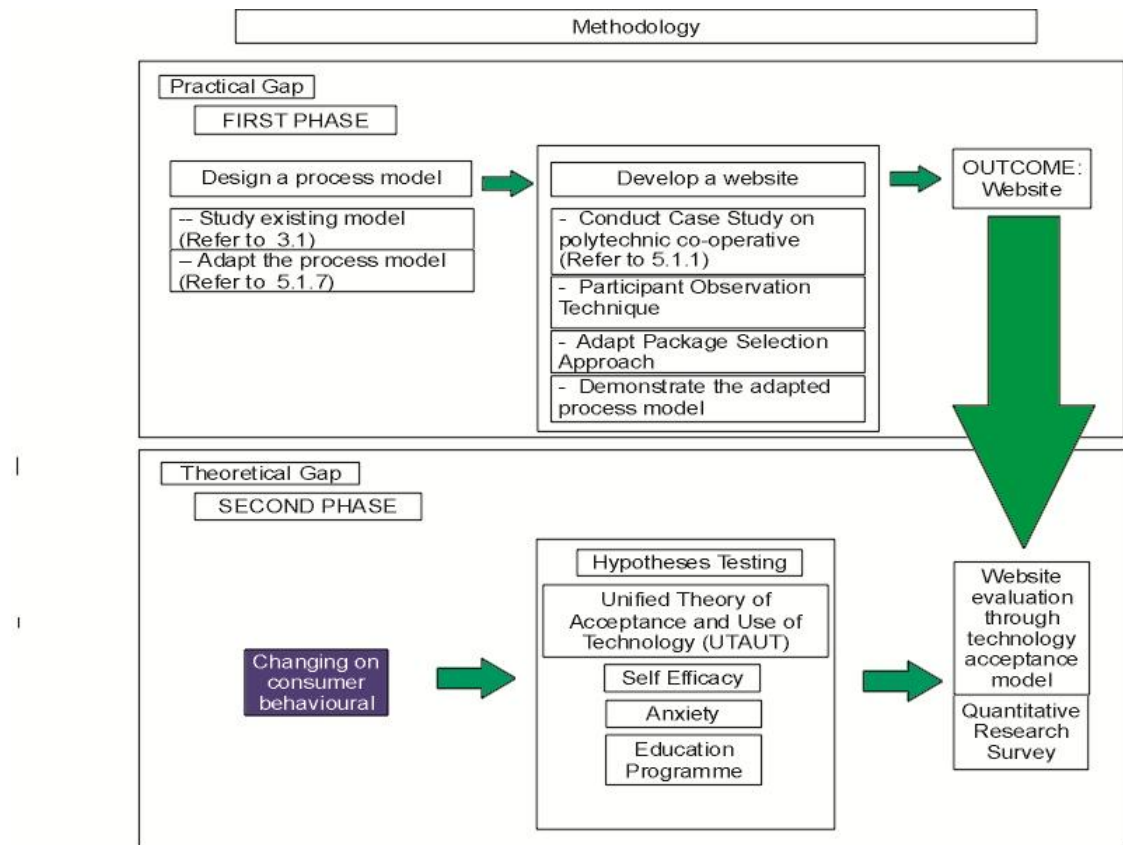 Methodology
Practical Gap
FIRST PHASE
Design a process model
-- Study existing model
(Refer to 3.1)
– Adapt the process model
(Refer to 5.1.7)
Develop a website
- Conduct Case Study on
polytechnic co-operative
(Refer to 5.1.1)
- Participant Observation
Technique
- Adapt Package Selection
Approach
- Demonstrate the adapted
process model
OUTCOME:
Website
Theoretical Gap
SECOND PHASE
Changing on
consumer
behavioural
Hypotheses Testing
Unified Theory of
Acceptance and Use of
Technology (UTAUT)
Self Efficacy
Anxiety
Education
Programme
Website
evaluation
through
technology
acceptance
model
Quantitative
Research
Survey